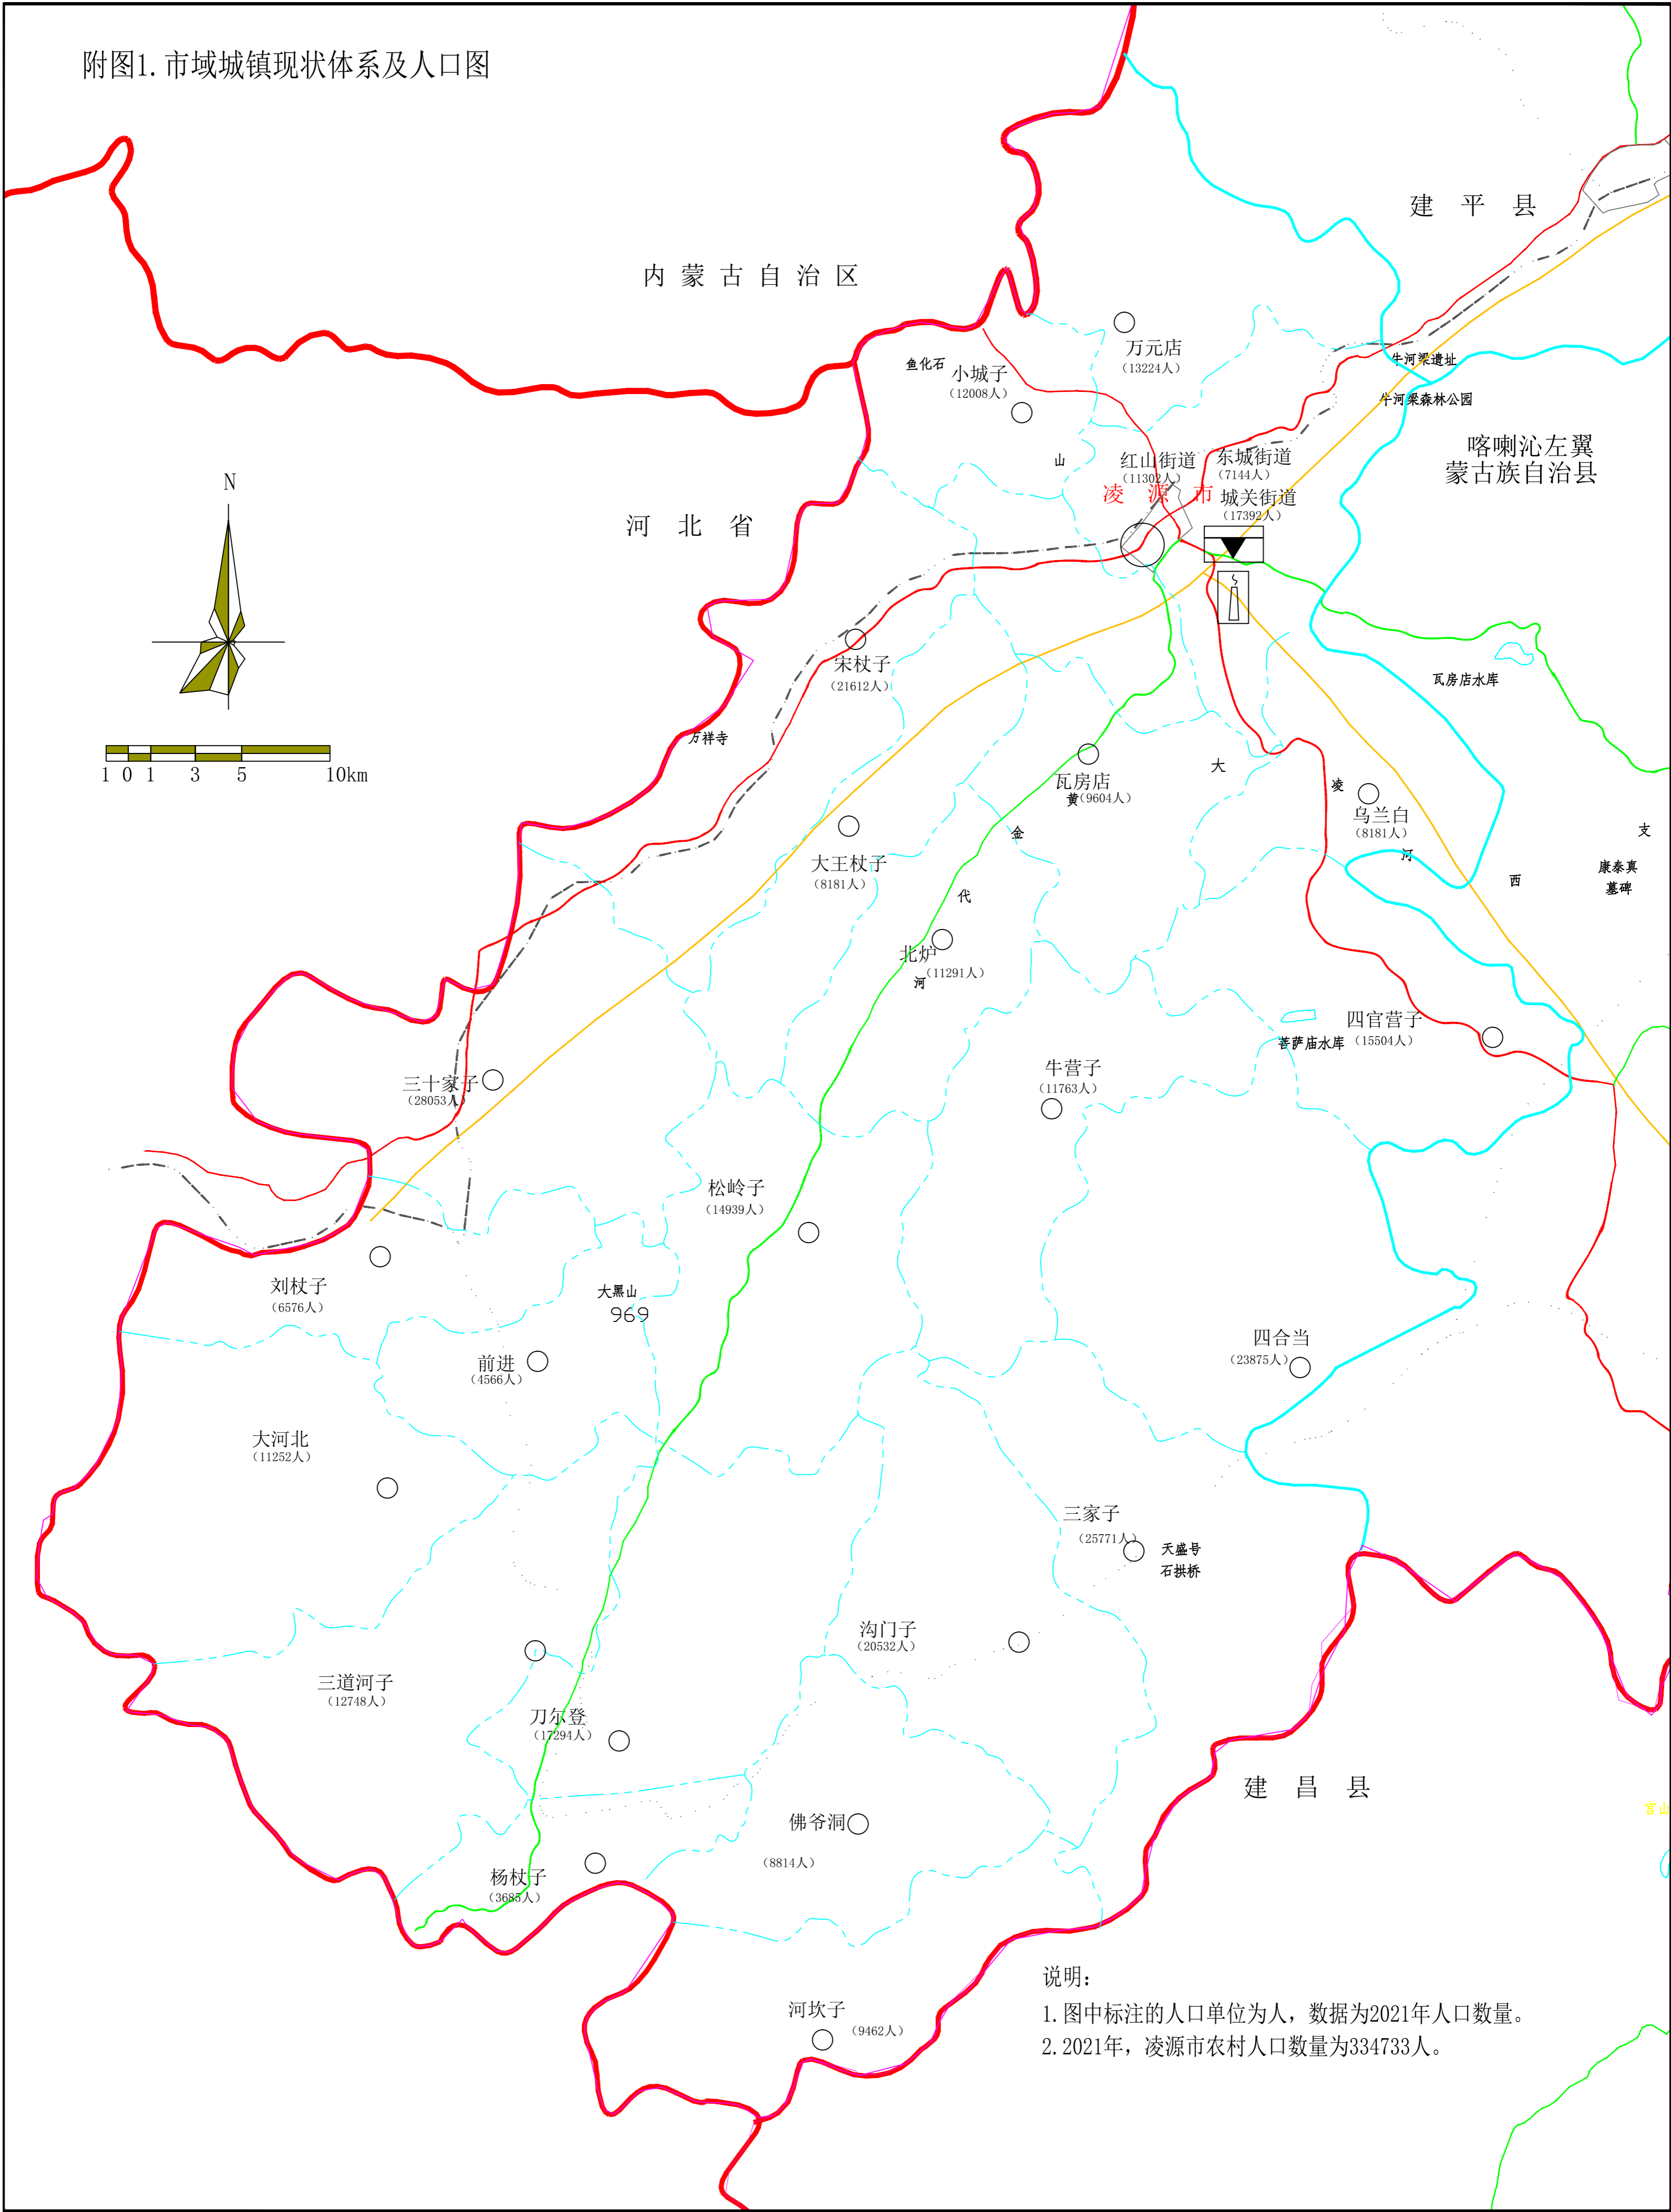 附图1.市域城镇现状体系及人口图
建 平 县
内 蒙 古 自 治 区
万元店
(13224人)
牛河梁遗址
鱼化石
小城子
(12008人)
牛河梁森林公园
喀喇沁左翼
蒙古族自治县
山
红山街道
(11302人)
东城街道
(7144人)
凌 源 市
城关街道
(17392人)
N
河 北 省
宋杖子
(21612人)
瓦房店水库
万祥寺
1 0 1 3 5 10km
瓦房店
(9604人)
黄
大
凌
乌兰白
(8181人)
河
金
支
大王杖子
(8181人)
康泰真
墓碑
西
代
北炉
(11291人)
河
四官营子
(15504人)
菩萨庙水库
牛营子
(11763人)
三十家子
(28053人)
松岭子
(14939人)
刘杖子
(6576人)
大黑山
969
四合当
(23875人)
前进
(4566人)
大河北
(11252人)
三家子
(25771人)
天盛号
石拱桥
沟门子
(20532人)
三道河子
(12748人)
刀尔登
(17294人)
建 昌 县
宫山
佛爷洞
(8814人)
杨杖子
(3685人)
说明：
河坎子
(9462人)
1.图中标注的人口单位为人，数据为2021年人口数量。
2.2021年，凌源市农村人口数量为334733人。